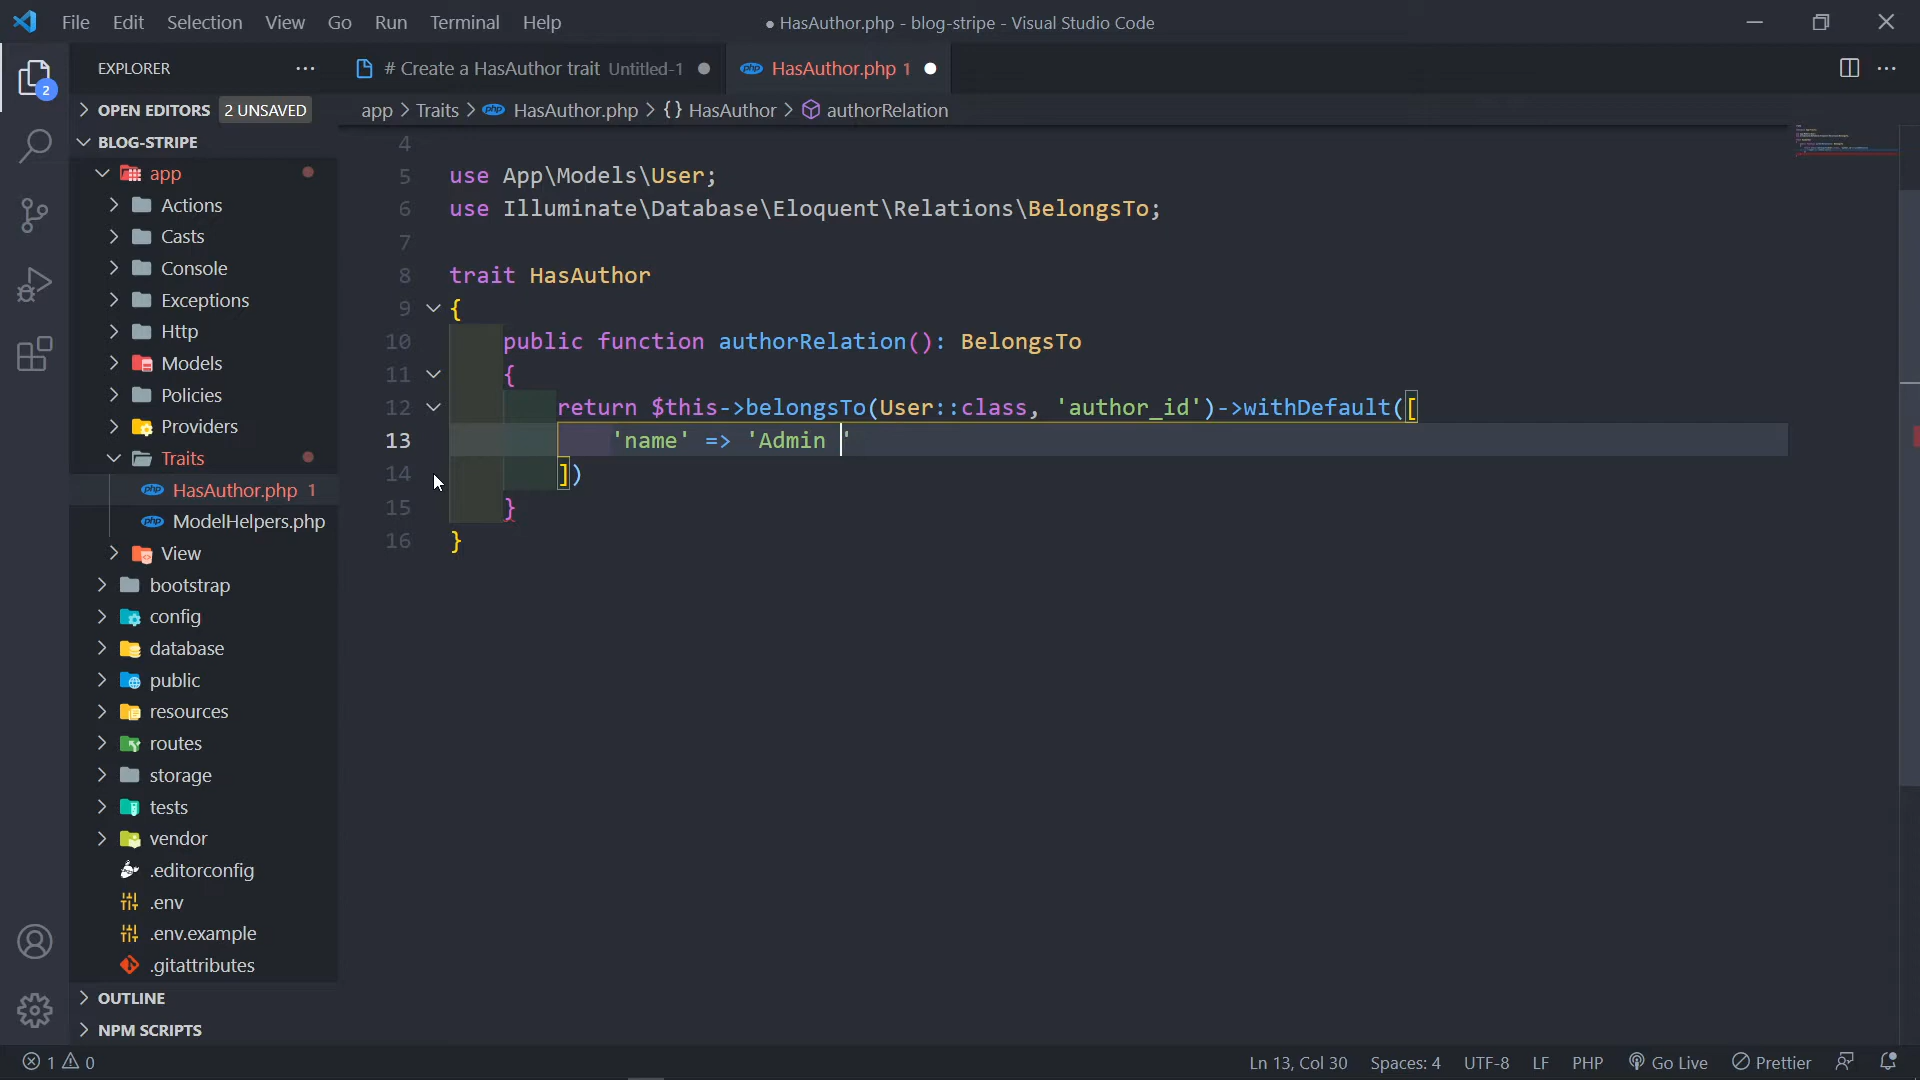 File Edit Selection View Go Run Terminal Help
● HasAuthor.php - blog-stripe - Visual Studio Code
EXPLORER
# Create a HasAuthor trait Untitled-1
HasAuthor.php 1
OPEN EDITORS 2 UNSAVED
app > Traits > HasAuthor.php > {} HasAuthor > authorRelation
BLOG-STRIPE
app
Actions
Casts
Console
Exceptions
Http
Models
Policies
Providers
Traits
HasAuthor.php 1
ModelHelpers.php
View
bootstrap
config
database
public
resources
routes
storage
tests
vendor
.editorconfig
.env
.env.example
.gitattributes
OUTLINE
NPM SCRIPTS
2
4
5 use App\Models\User;
6 use Illuminate\Database\Eloquent\Relations\BelongsTo;
7
8 trait HasAuthor
9 {
10 public function authorRelation(): BelongsTo
11 {
12 return $this->belongsTo(User::class, 'author_id')->withDefault([
13 'name' => 'Admin '
14 ])
15 }
16 }
1 0
Ln 13, Col 30 Spaces: 4 UTF-8 LF PHP Go Live Prettier